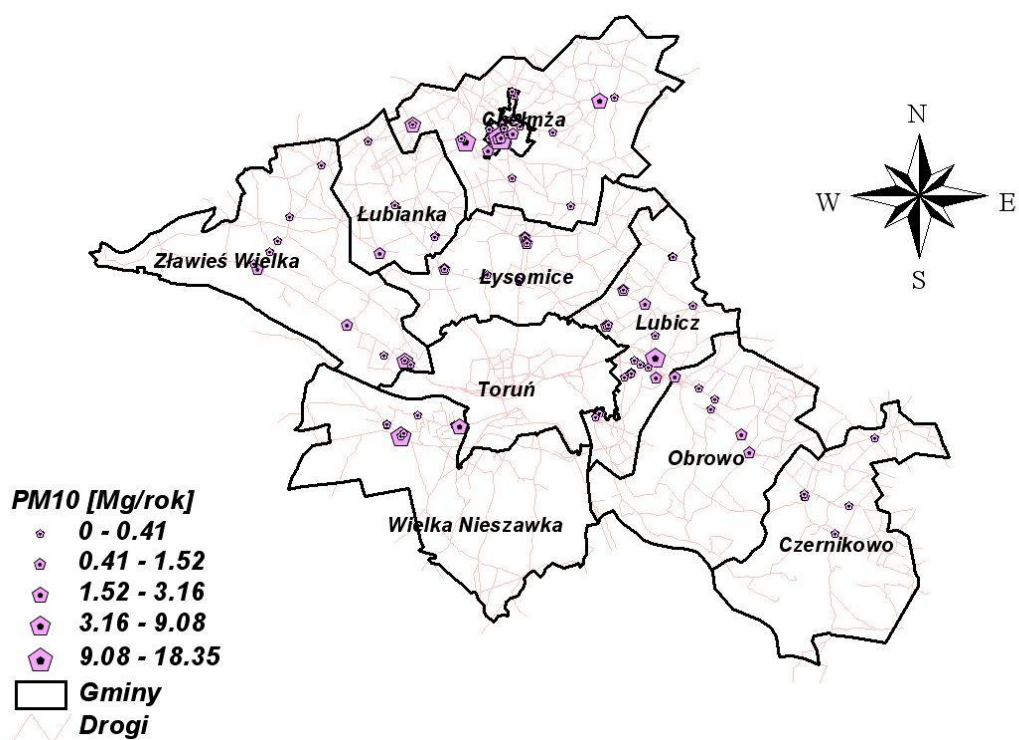 N
Chełmża
W
E
Łubianka
S
Zławieś Wielka
Łysomice
Lubicz
Toruń
Obrowo
PM10 [Mg/rok]
0 - 0.41
Wielka Nieszawka
Czernikowo
0.41 - 1.52
1.52 - 3.16
3.16 - 9.08
9.08 - 18.35
Gminy
Drogi